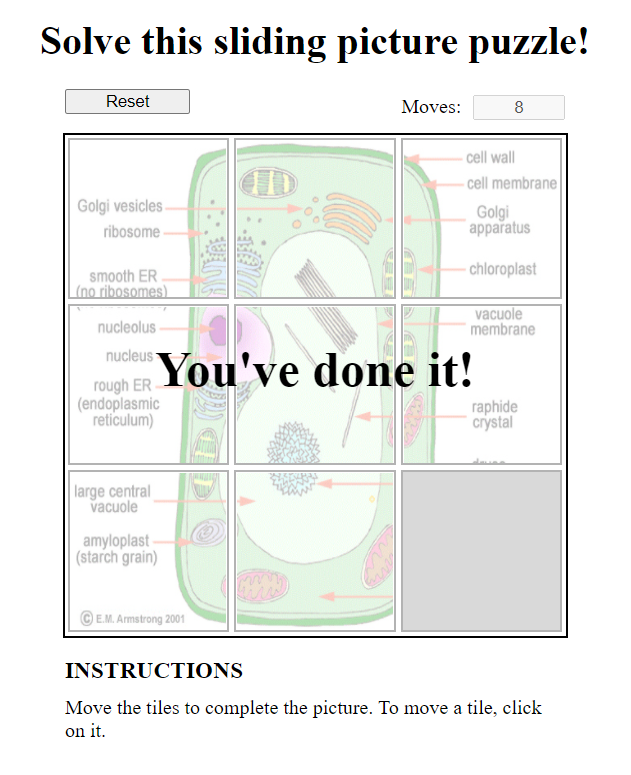 Solve this sliding picture puzzle!
Reset
Moves: 8
Golgi vesicles
ribosome
smooth ER
(no ribosomes)
cell wall
cell membrane
Golgi
apparatus
chloroplast
nucleolus
nucleus
rough ER
(endoplasmic
reticulum)
vacuole
membrane
raphide
crystal
You've done it!
large central
vacuole
amyloplast
(starch grain)
© E.M. Armstrong 2001
INSTRUCTIONS
Move the tiles to complete the picture. To move a tile, click
on it.